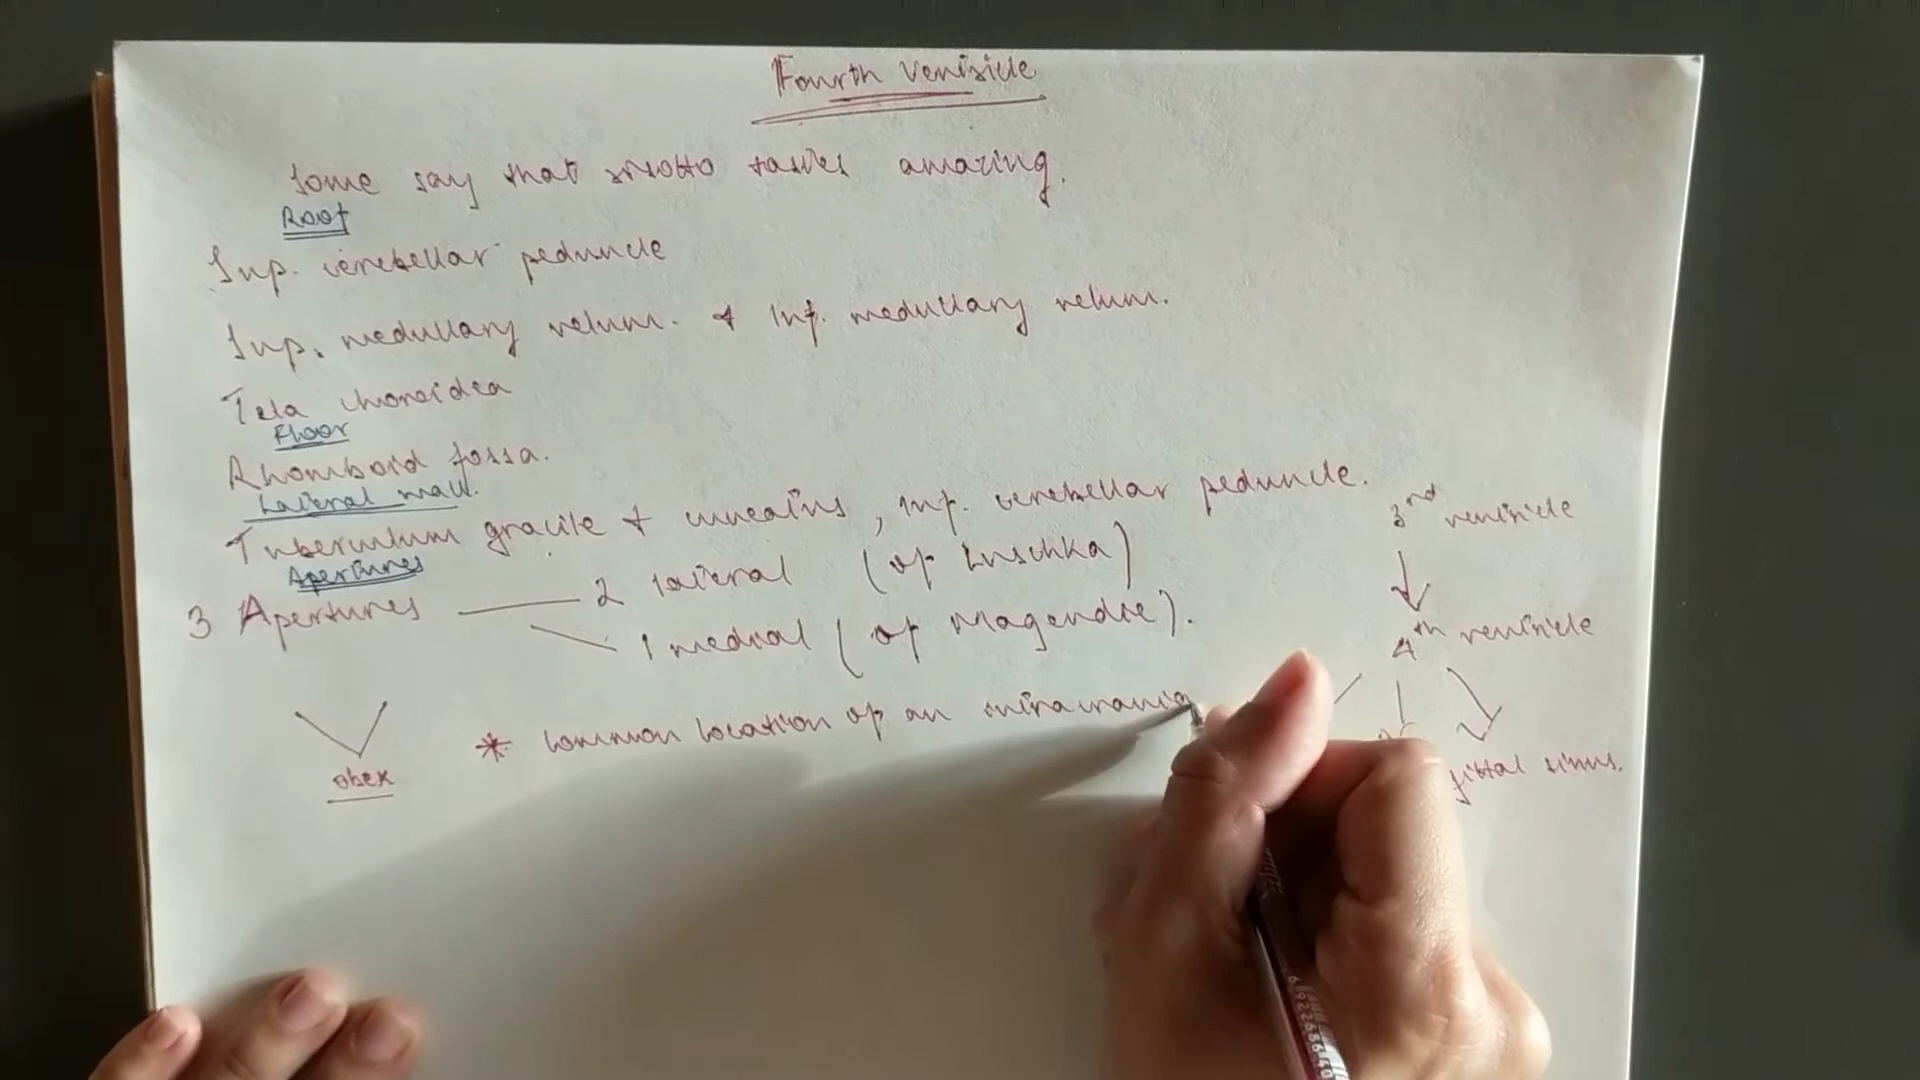 Fourth Ventricle
Some say that risotto tastes amazing.
Roof
Sup. cerebellar peduncle
Sup. medullary velum. & Inf. medullary velum.
Tela choroidea
Floor
Rhomboid fossa.
Lateral wall.
Tuberculum gracile & cuneatus, inf. cerebellar peduncle.
Apertures
3 Apertures 2 lateral (of Luschka)
1 medial (of Magendie).
3rd ventricle
4th ventricle
obex
* Common location of an intracrani
sinus.